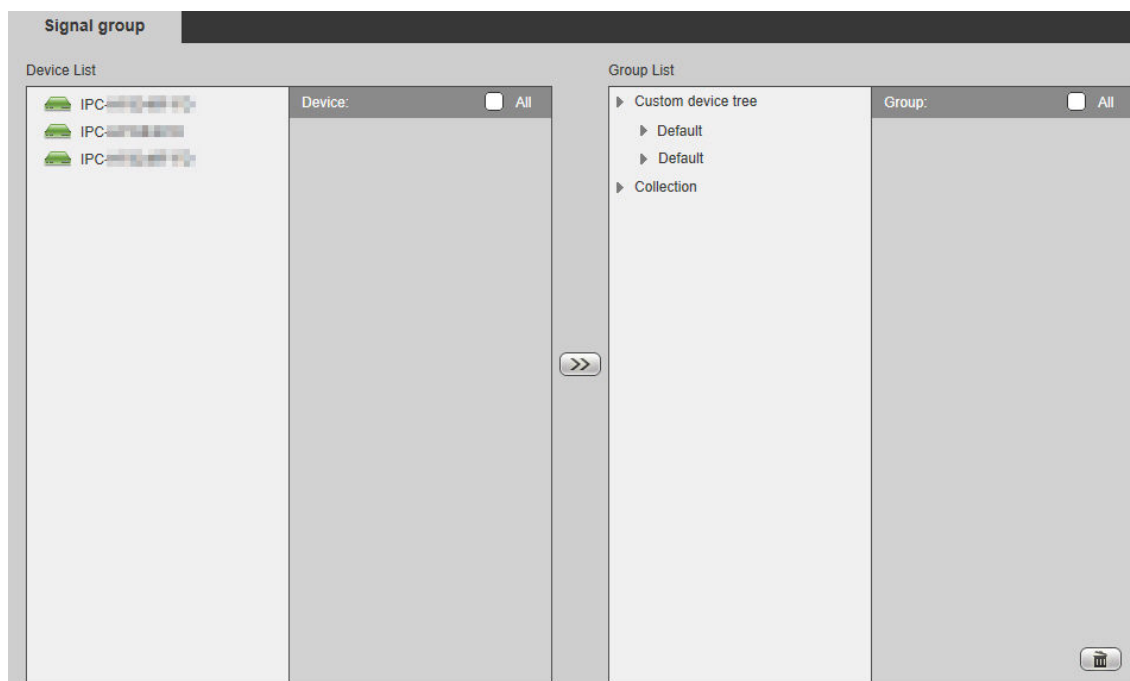 Signal group
Device List
Group List
IPC-
IPC-
IPC-
Device:
All
>>
Custom device tree
Default
Default
Collection
Group:
All